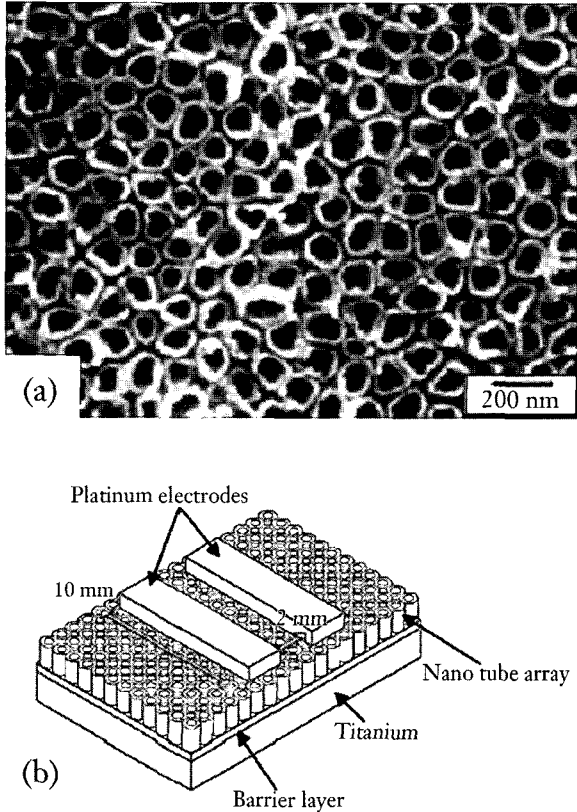 (a)
200 nm
Platinum electrodes
10 mm
2 mm
Nano tube array
Titanium
(b)
Barrier layer